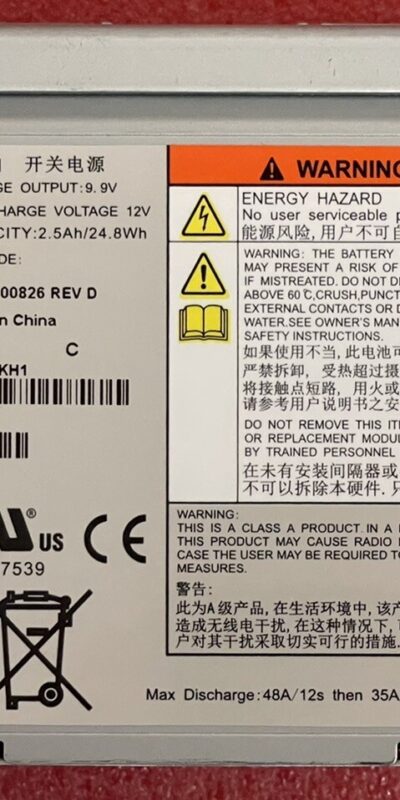 开关电源
OUTPUT:9.9V
VOLTAGE 12V
:2.5Ah/24.8Wh
00826 REV D
China
C
KH1
US
CE
7539
WARNING
ENERGY HAZARD
No user serviceable
能源风险,用户不可自
WARNING: THE BATTERY
MAY PRESENT A RISK OF
IF MISTREATED. DO NOT
ABOVE 60℃,CRUSH,PUNCT
EXTERNAL CONTACTS OR
WATER.SEE OWNER'S MAN
SAFETY INSTRUCTIONS.
如果使用不当,此电池可
严禁拆卸, 受热超过摄
将接触点短路, 用火或
请参考用户说明书之安
DO NOT REMOVE THIS
OR REPLACEMENT MODUL
BY TRAINED PERSONNEL
在未有安装间隔器或
不可以拆除本硬件.
WARNING:
THIS IS A CLASS A PRODUCT.IN A
THIS PRODUCT MAY CAUSE RADIO
CASE THE USER MAY BE REQUIRED TO
MEASURES.
警告:
此为A级产品,在生活环境中,该产
造成无线电干扰,在这种情况下,
户对其干扰采取切实可行的措施.
Max Discharge:48A/12s then 35A